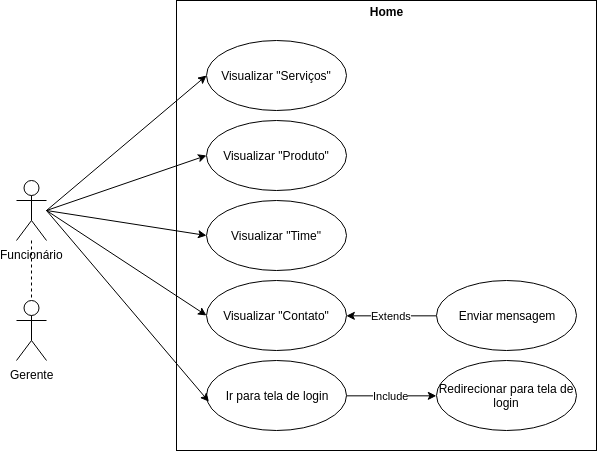 Home
Visualizar "Serviços"
Visualizar "Produto"
Visualizar "Time"
Funcionário
Visualizar "Contato"
Extends
Enviar mensagem
Gerente
Ir para tela de login
Include
Redirecionar para tela de
login